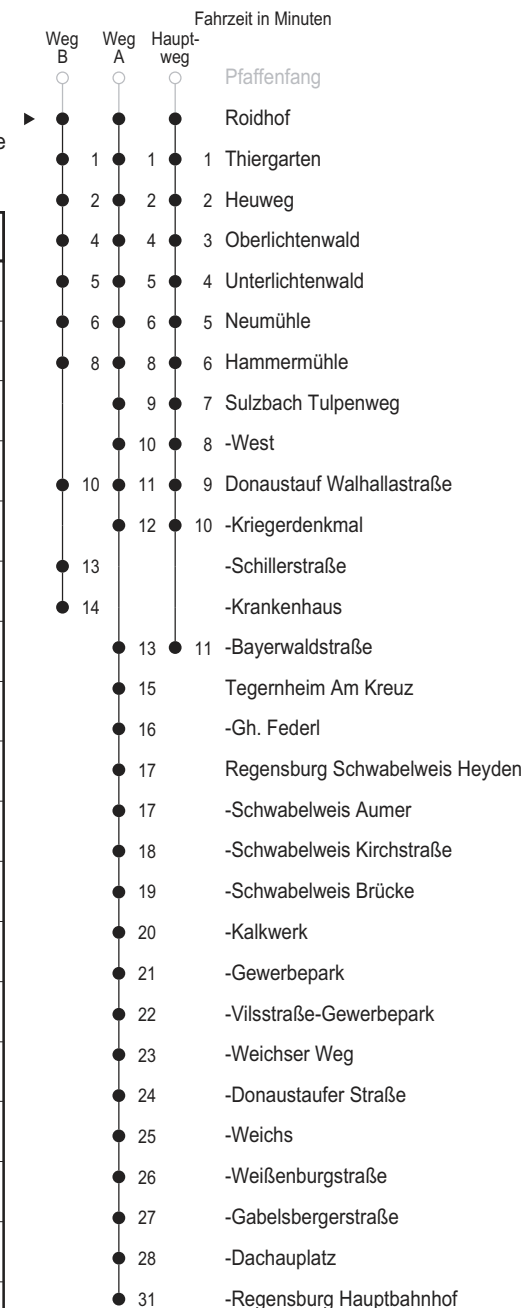 Fahrzeit in Minuten
Weg B Weg A Haupt-weg
Pfaffenfang
Roidhof
e
1 1 1 Thiergarten
2 2 2 Heuweg
4 4 3 Oberlichtenwald
5 5 4 Unterlichtenwald
6 6 5 Neumühle
8 8 6 Hammermühle
9 7 Sulzbach Tulpenweg
10 8 -West
10 11 9 Donaustauf Walhallastraße
12 10 -Kriegerdenkmal
13 -Schillerstraße
14 -Krankenhaus
13 11 -Bayerwaldstraße
15 Tegernheim Am Kreuz
16 -Gh. Federl
17 Regensburg Schwabelweis Heyden
17 -Schwabelweis Aumer
18 -Schwabelweis Kirchstraße
19 -Schwabelweis Brücke
20 -Kalkwerk
21 -Gewerbepark
22 -Vilsstraße-Gewerbepark
23 -Weichser Weg
24 -Donaustaufer Straße
25 -Weichs
26 -Weißenburgstraße
27 -Gabelsbergerstraße
28 -Dachauplatz
31 -Regensburg Hauptbahnhof